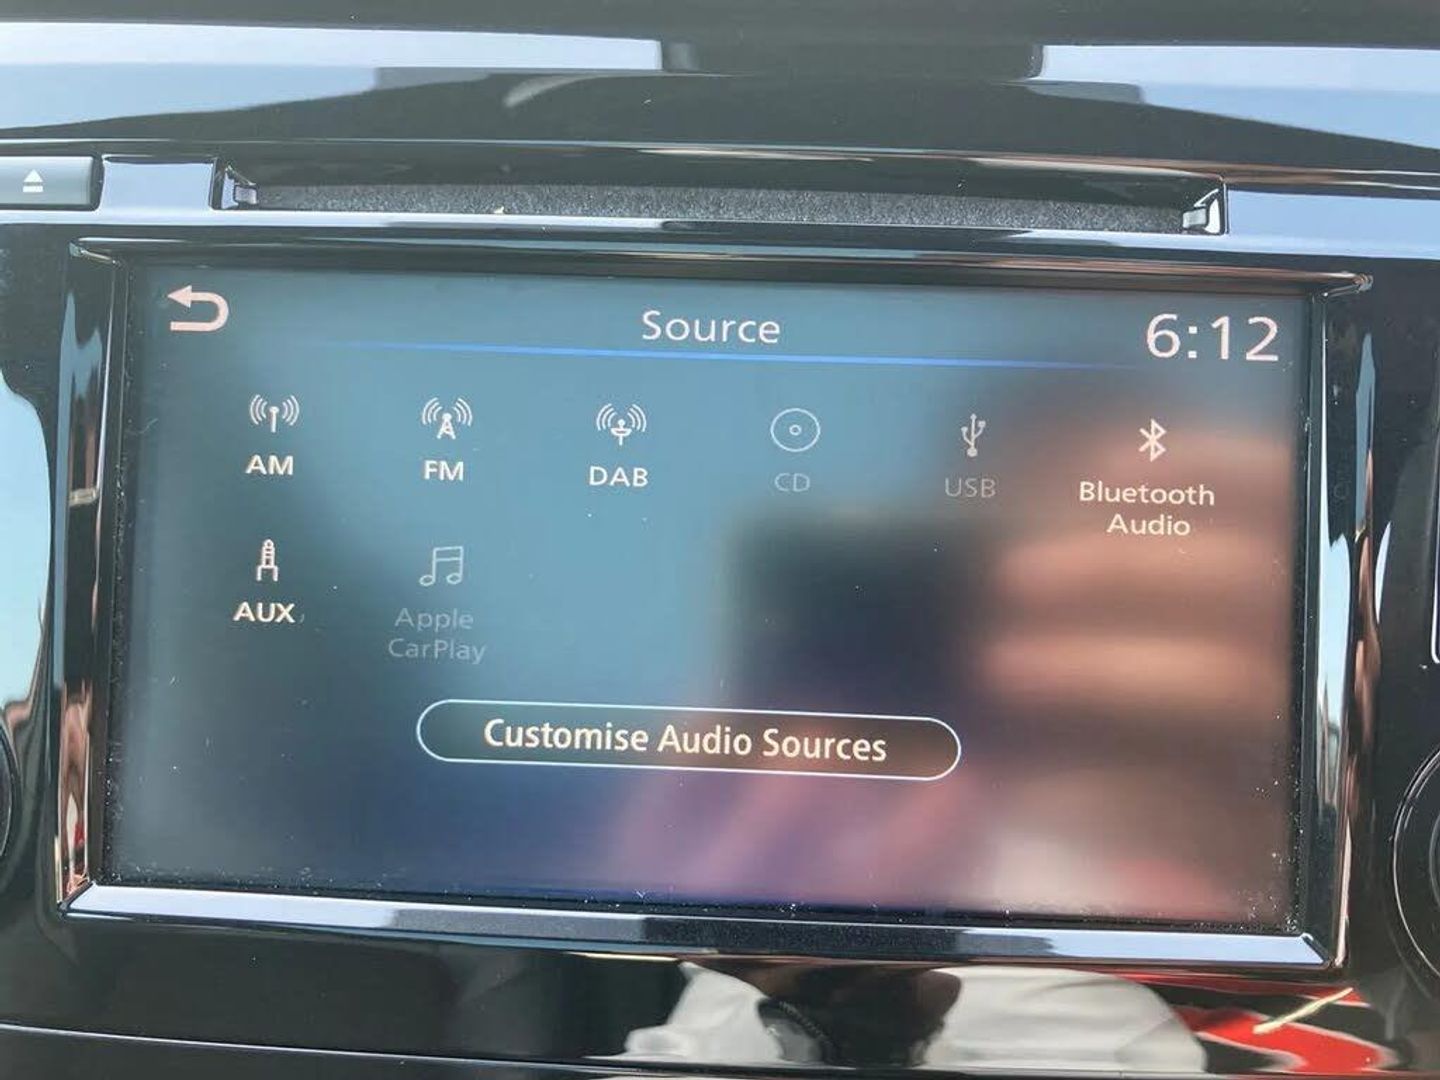 Source
6:12
AM
FM
DAB
CD
USB
Bluetooth
Audio
AUX
Apple
CarPlay
Customise Audio Sources